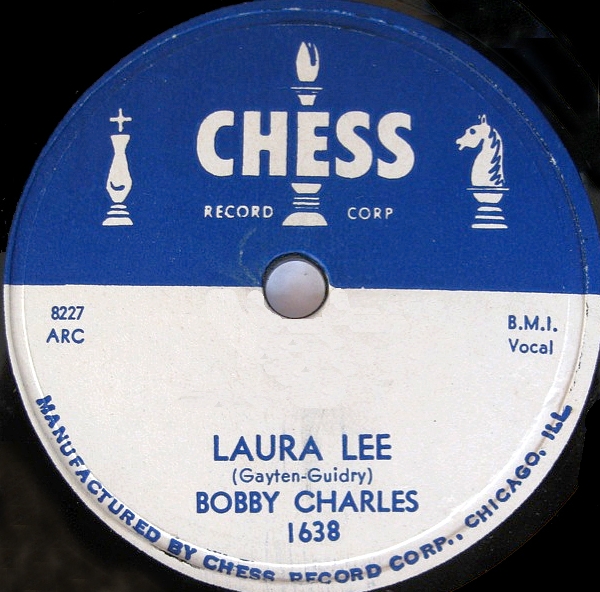 CHESS
RECORD CORP
8227
ARC
B.M.I.
Vocal
LAURA LEE
(Gayten-Guidry)
BOBBY CHARLES
1638
MANUFACTURED BY CHESS RECORD CORP., CHICAGO, ILL